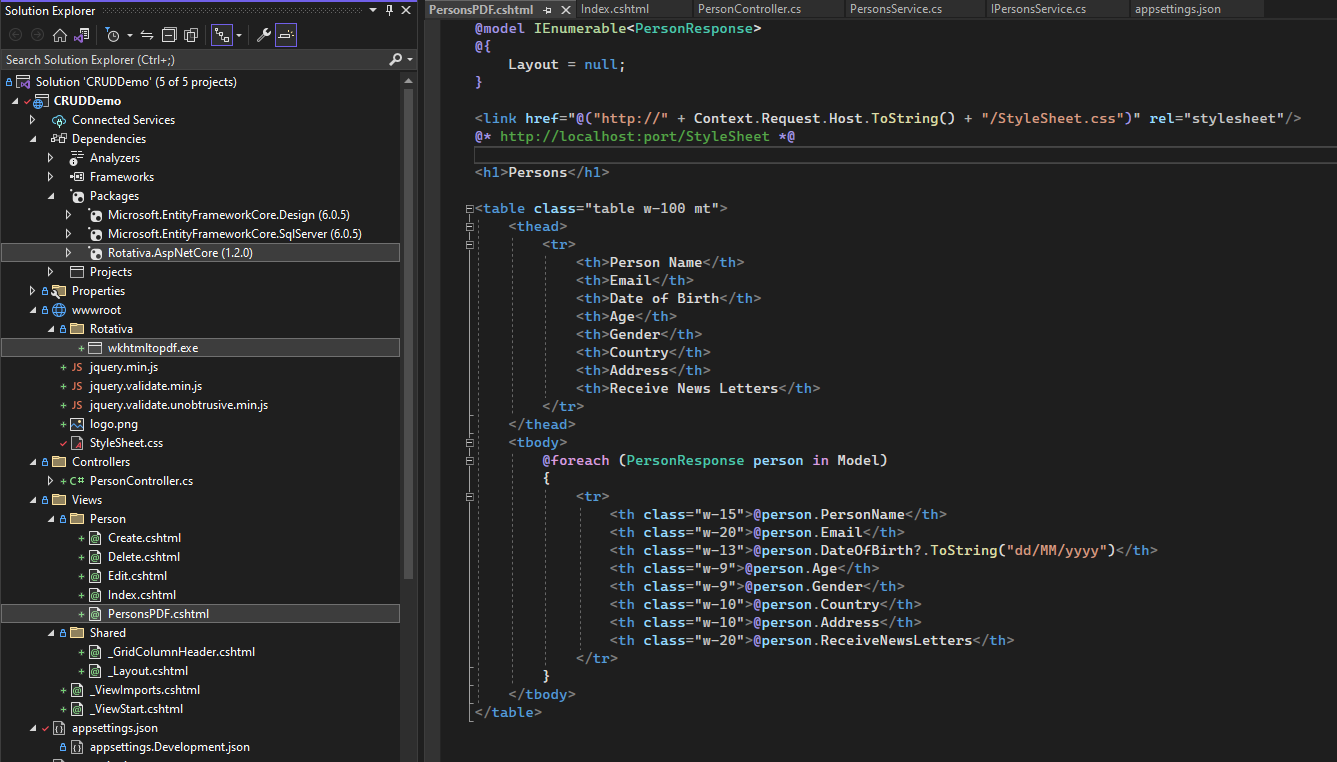 Solution Explorer
Search Solution Explorer (Ctrl+;)
Solution 'CRUDDemo' (5 of 5 projects)
CRUDDemo
Connected Services
Dependencies
Analyzers
Frameworks
Packages
Microsoft.EntityFrameworkCore.Design (6.0.5)
Microsoft.EntityFrameworkCore.SqlServer (6.0.5)
Rotativa.AspNetCore (1.2.0)
Projects
Properties
wwwroot
Rotativa
wkhtmltopdf.exe
JS jquery.min.js
JS jquery.validate.min.js
JS jquery.validate.unobtrusive.min.js
logo.png
StyleSheet.css
Controllers
C# PersonController.cs
Views
Person
Create.cshtml
Delete.cshtml
Edit.cshtml
Index.cshtml
PersonsPDF.cshtml
Shared
_GridColumnHeader.cshtml
_Layout.cshtml
_ViewImports.cshtml
_ViewStart.cshtml
appsettings.json
appsettings.Development.json
PersonsPDF.cshtml Index.cshtml PersonController.cs PersonsService.cs IPersonsService.cs appsettings.json
@model IEnumerable<PersonResponse>
@{
Layout = null;
}
<link href="@("http://" + Context.Request.Host.ToString() + "/StyleSheet.css")" rel="stylesheet"/>
@* http://localhost:port/StyleSheet *@
<h1>Persons</h1>
<table class="table w-100 mt">
<thead>
<tr>
<th>Person Name</th>
<th>Email</th>
<th>Date of Birth</th>
<th>Age</th>
<th>Gender</th>
<th>Country</th>
<th>Address</th>
<th>Receive News Letters</th>
</tr>
</thead>
<tbody>
@foreach (PersonResponse person in Model)
{
<tr>
<th class="w-15">@person.PersonName</th>
<th class="w-20">@person.Email</th>
<th class="w-13">@person.DateOfBirth?.ToString("dd/MM/yyyy")</th>
<th class="w-9">@person.Age</th>
<th class="w-9">@person.Gender</th>
<th class="w-10">@person.Country</th>
<th class="w-10">@person.Address</th>
<th class="w-20">@person.ReceiveNewsLetters</th>
</tr>
}
</tbody>
</table>